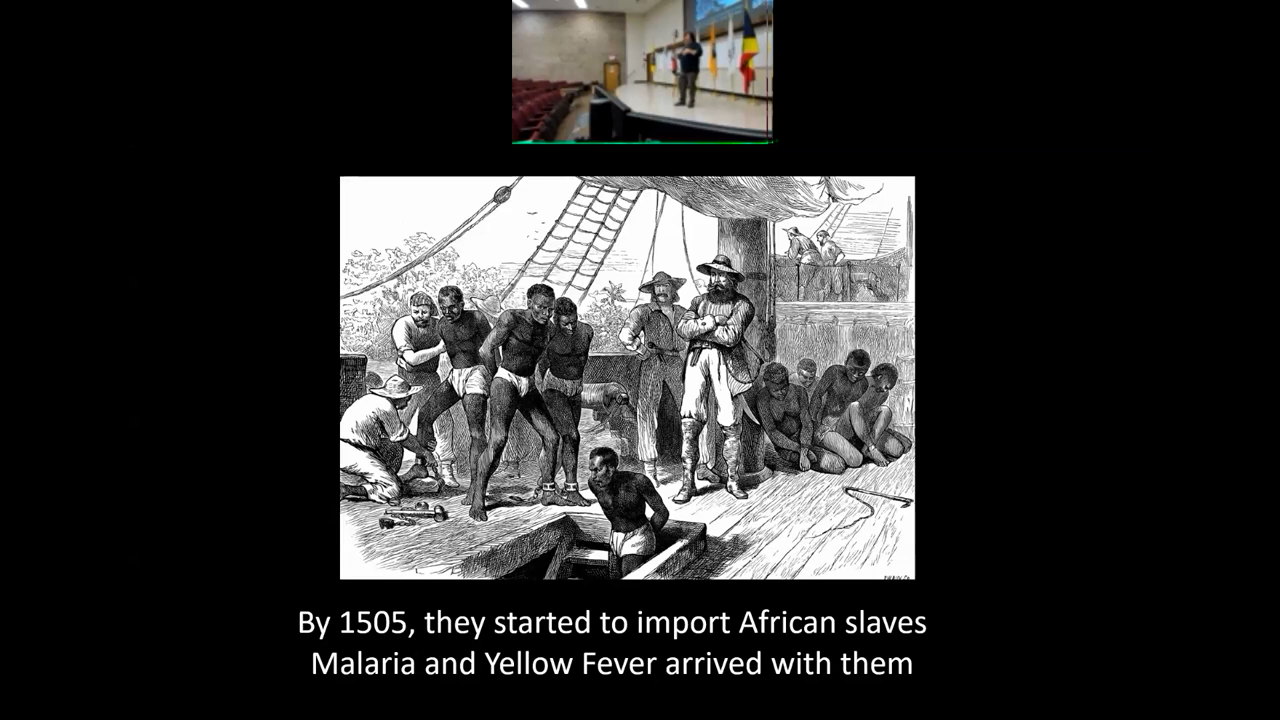 By 1505, they started to import African slaves
Malaria and Yellow Fever arrived with them